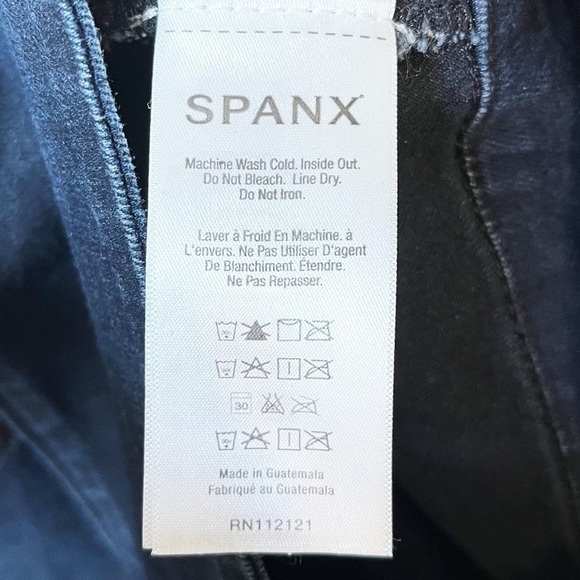 SPANX
Machine Wash Cold. Inside Out.
Do Not Bleach. Line Dry.
Do Not Iron.
Laver à Froid En Machine. à
L'envers. Ne Pas Utiliser D'agent
De Blanchiment. Étendre.
Ne Pas Repasser.
30
Made in Guatemala
Fabriqué au Guatemala
RN112121